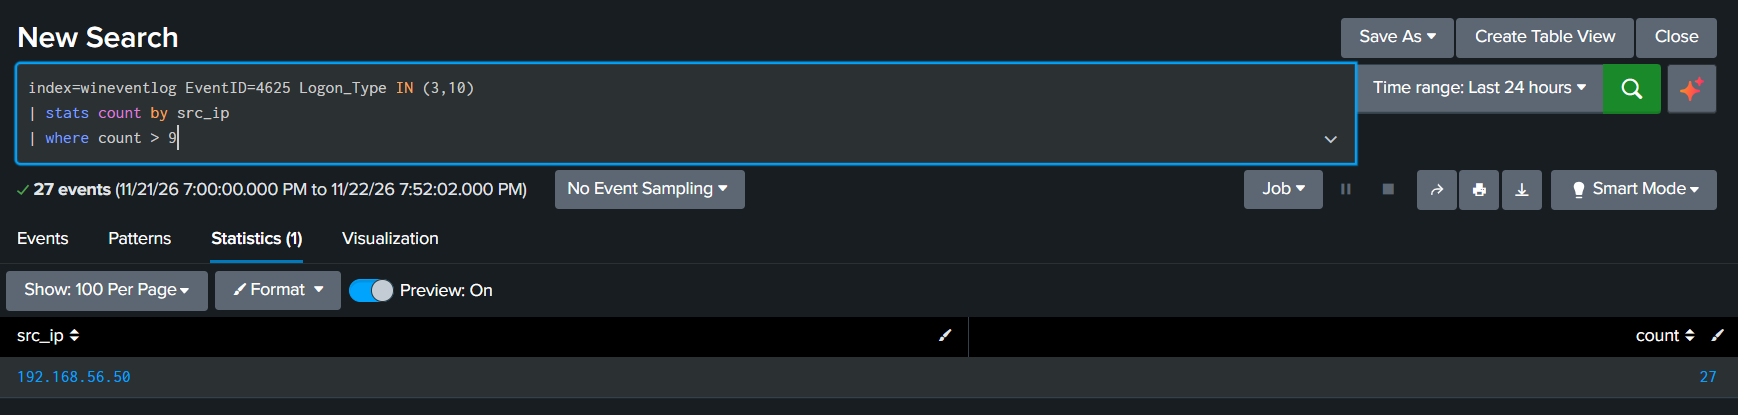 New Search
Save As
Create Table View
Close
index=wineventlog EventID=4625 Logon_Type IN (3,10)
| stats count by src_ip
| where count > 9
Time range: Last 24 hours
27 events (11/21/26 7:00:00.000 PM to 11/22/26 7:52:02.000 PM)
No Event Sampling
Job
Smart Mode
Events
Patterns
Statistics (1)
Visualization
Show: 100 Per Page
Format
Preview: On
src_ip
count
192.168.56.50
27